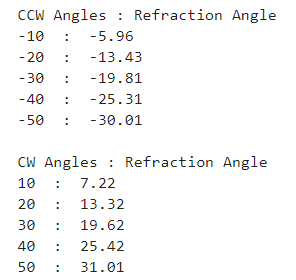 CCW Angles : Refraction Angle
-10  :  -5.96
-20  :  -13.43
-30  :  -19.81
-40  :  -25.31
-50  :  -30.01

CW Angles : Refraction Angle
10  :  7.22
20  :  13.32
30  :  19.62
40  :  25.42
50  :  31.01